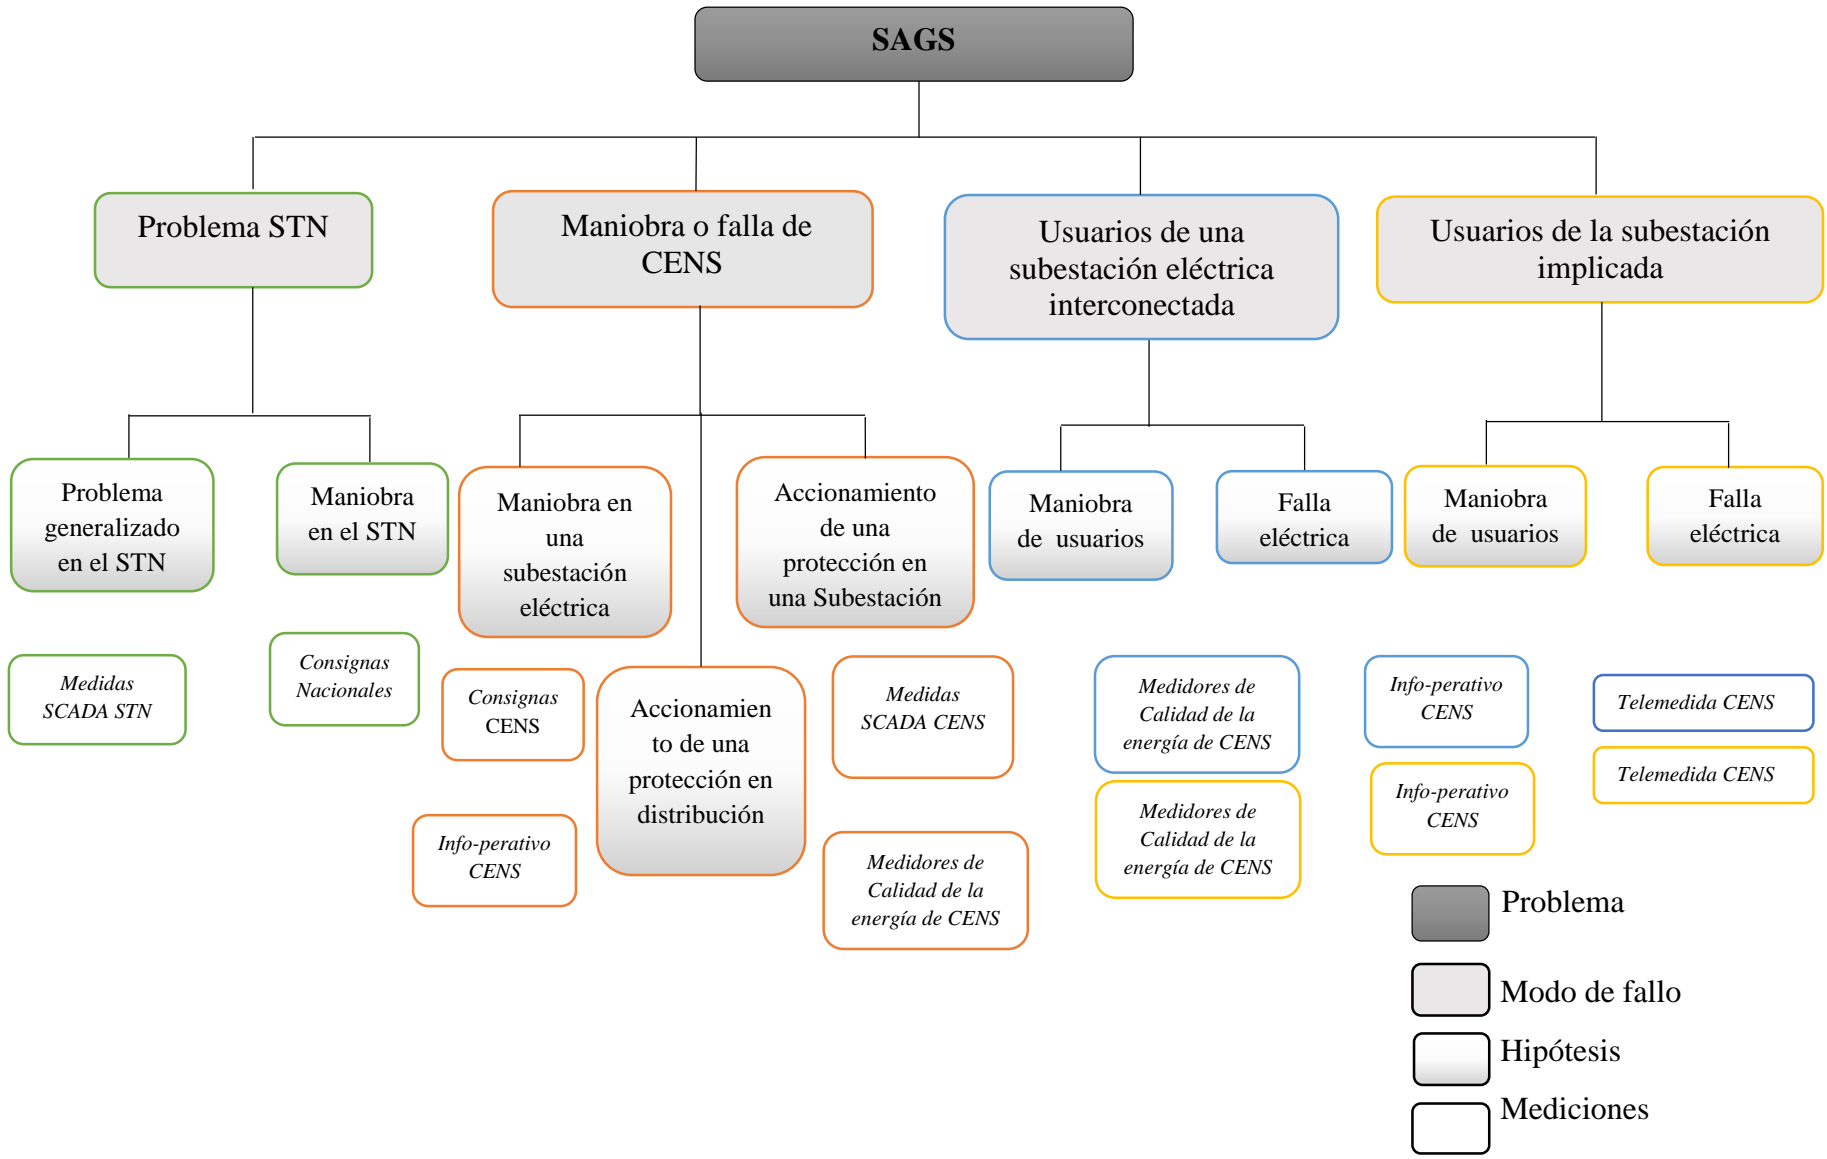 SAGS
Problema STN
Maniobra o falla de
CENS
Usuarios de una
subestación eléctrica
interconectada
Usuarios de la subestación
implicada
Problema
generalizado
en el STN
Maniobra
en el STN
Maniobra en
una
subestación
eléctrica
Accionamien
to de una
protección en
distribución
Accionamiento
de una
protección en
una Subestación
Maniobra
de usuarios
Falla
eléctrica
Maniobra
de usuarios
Falla
eléctrica
Medidas
SCADA STN
Consignas
Nacionales
Consignas
CENS
Info-perativo
CENS
Medidas
SCADA CENS
Medidores de
Calidad de la
energía de CENS
Medidores de
Calidad de la
energía de CENS
Medidores de
Calidad de la
energía de CENS
Info-perativo
CENS
Info-perativo
CENS
Telemedida CENS
Telemedida CENS
Problema
Modo de fallo
Hipótesis
Mediciones